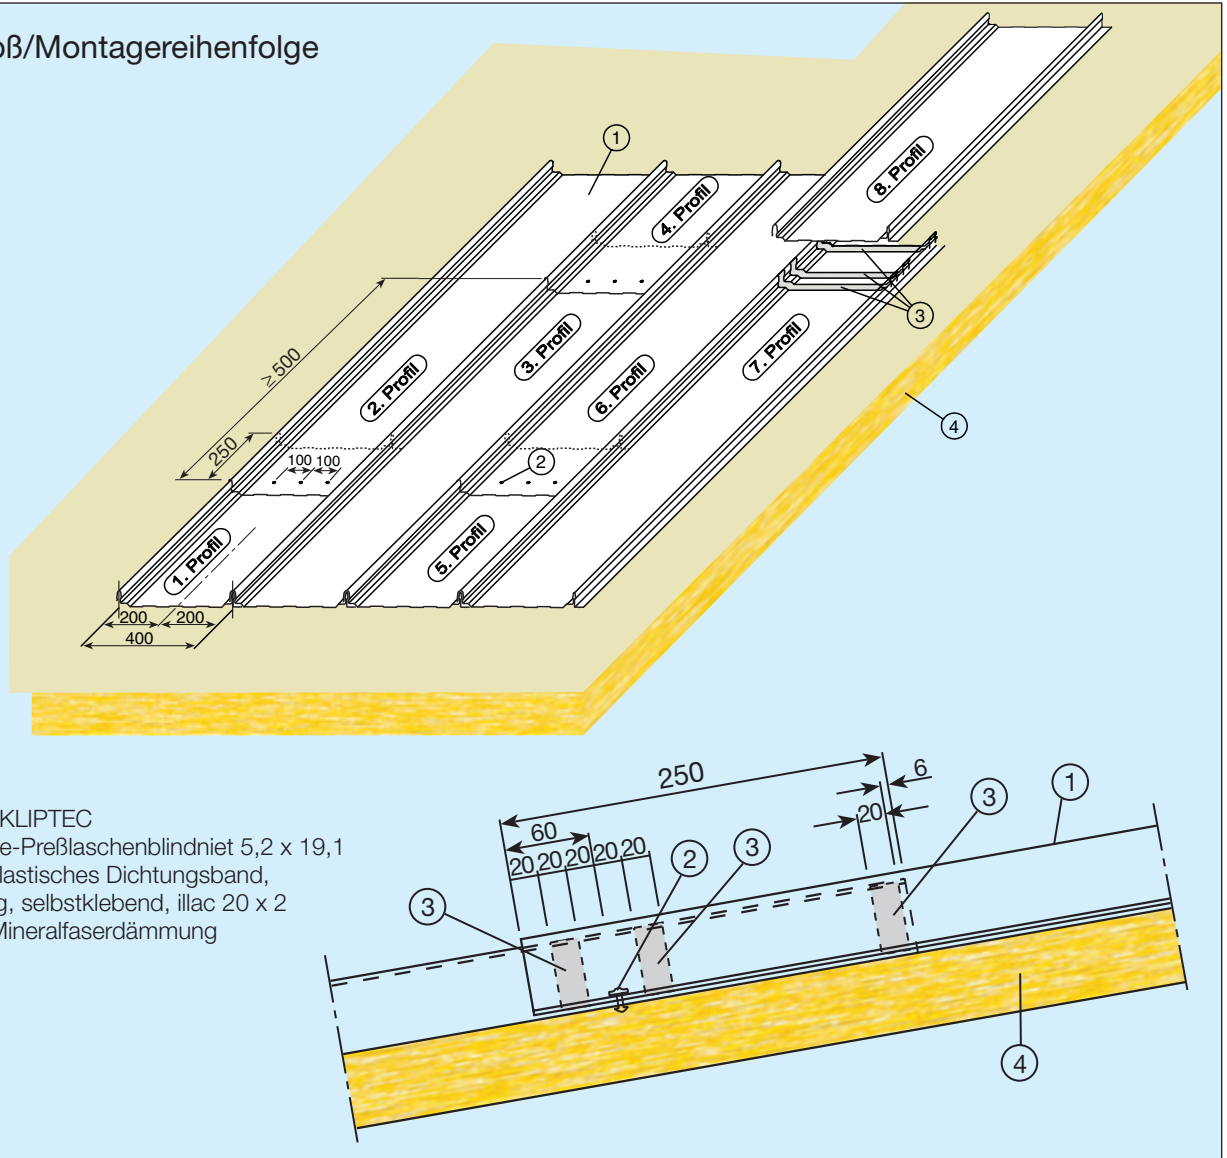 oß/Montagereihenfolge
1
8. Profil
4. Profil
3
≥ 500
3. Profil
7. Profil
2. Profil
6. Profil
4
250
100 100
2
5. Profil
1. Profil
200 200
400
KLIPTEC
e-Preßlaschenblindniet 5,2 x 19,1
lastisches Dichtungsband,
g, selbstklebend, illac 20 x 2
Mineralfaserdämmung
250
6
60
20
3
1
20 20 20 20 20
2
3
3
4